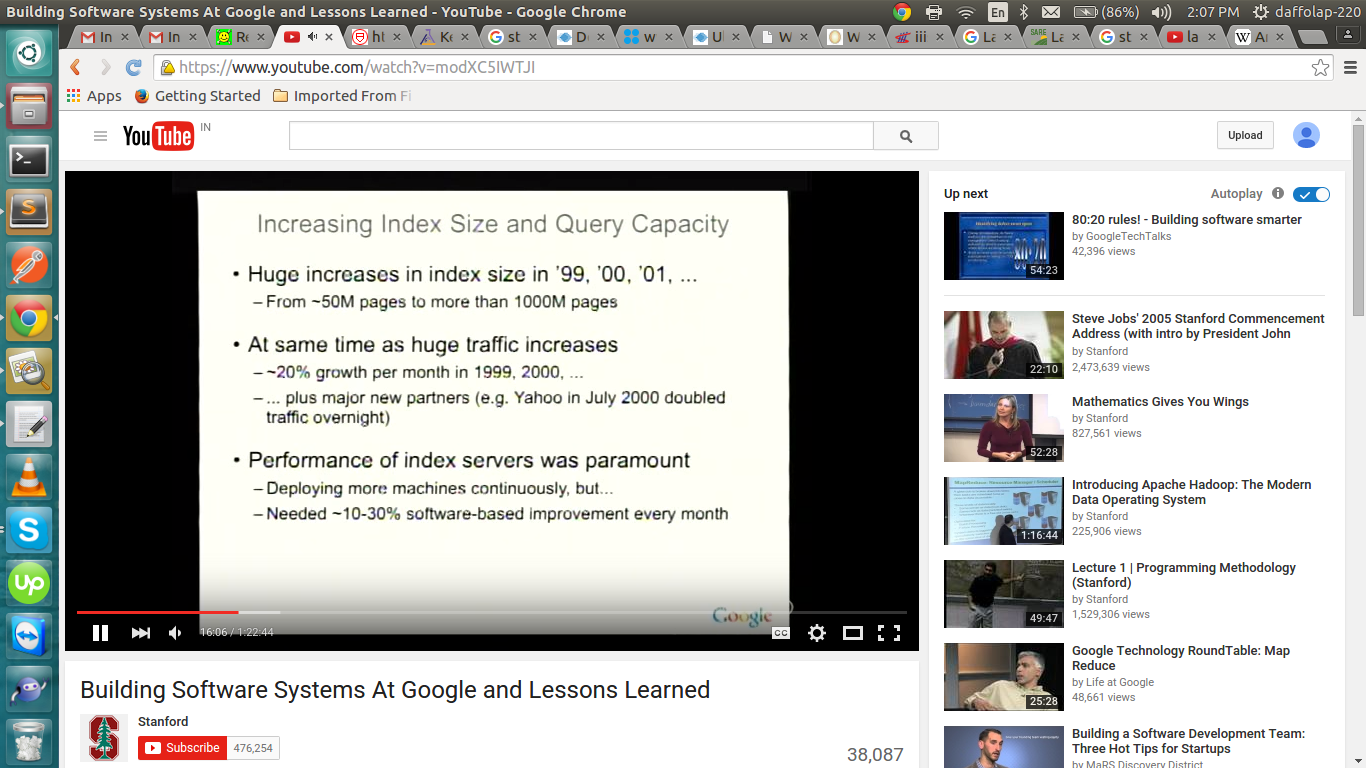 Building Software Systems At Google and Lessons Learned - YouTube - Google Chrome
En
(86%)
2:07 PM
daffolap-220
In
In
Re
ht
Ke
st
De
w
Ul
W
W
iii
La
La
st
la
Ar
https://www.youtube.com/watch?v=modXC5IWTJI
Apps
Getting Started
Imported From Fi
YouTube
IN
Upload
Increasing Index Size and Query Capacity
• Huge increases in index size in '99, '00, '01, ...
– From ~50M pages to more than 1000M pages
• At same time as huge traffic increases
– ~20% growth per month in 1999, 2000, ...
– ... plus major new partners (e.g. Yahoo in July 2000 doubled
traffic overnight)
• Performance of index servers was paramount
– Deploying more machines continuously, but...
– Needed ~10-30% software-based improvement every month
Google
16:06 / 1:22:44
CC
Building Software Systems At Google and Lessons Learned
Stanford
Subscribe
476,254
38,087
Up next
Autoplay
54:23
80:20 rules! - Building software smarter
by GoogleTechTalks
42,396 views
22:10
Steve Jobs' 2005 Stanford Commencement
Address (with intro by President John
by Stanford
2,473,639 views
52:28
Mathematics Gives You Wings
by Stanford
827,561 views
1:16:44
Introducing Apache Hadoop: The Modern
Data Operating System
by Stanford
225,906 views
49:47
Lecture 1 | Programming Methodology
(Stanford)
by Stanford
1,529,306 views
25:28
Google Technology RoundTable: Map
Reduce
by Life at Google
48,661 views
Building a Software Development Team:
Three Hot Tips for Startups
by MaRS Discovery District